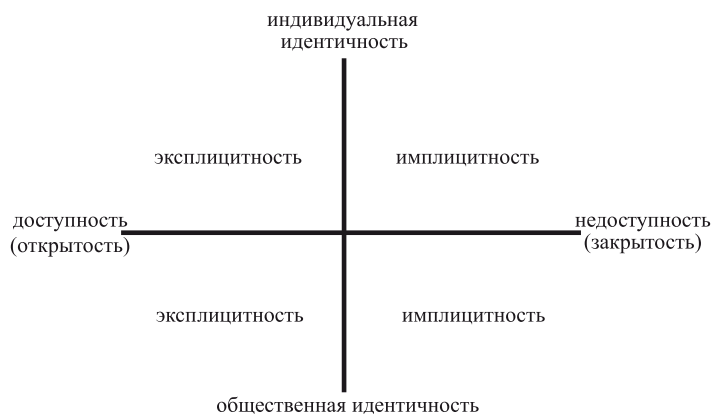 индивидуальная
идентичность
эксплицитность
имплицитность
доступность
(открытость)
недоступность
(закрытость)
эксплицитность
имплицитность
общественная идентичность